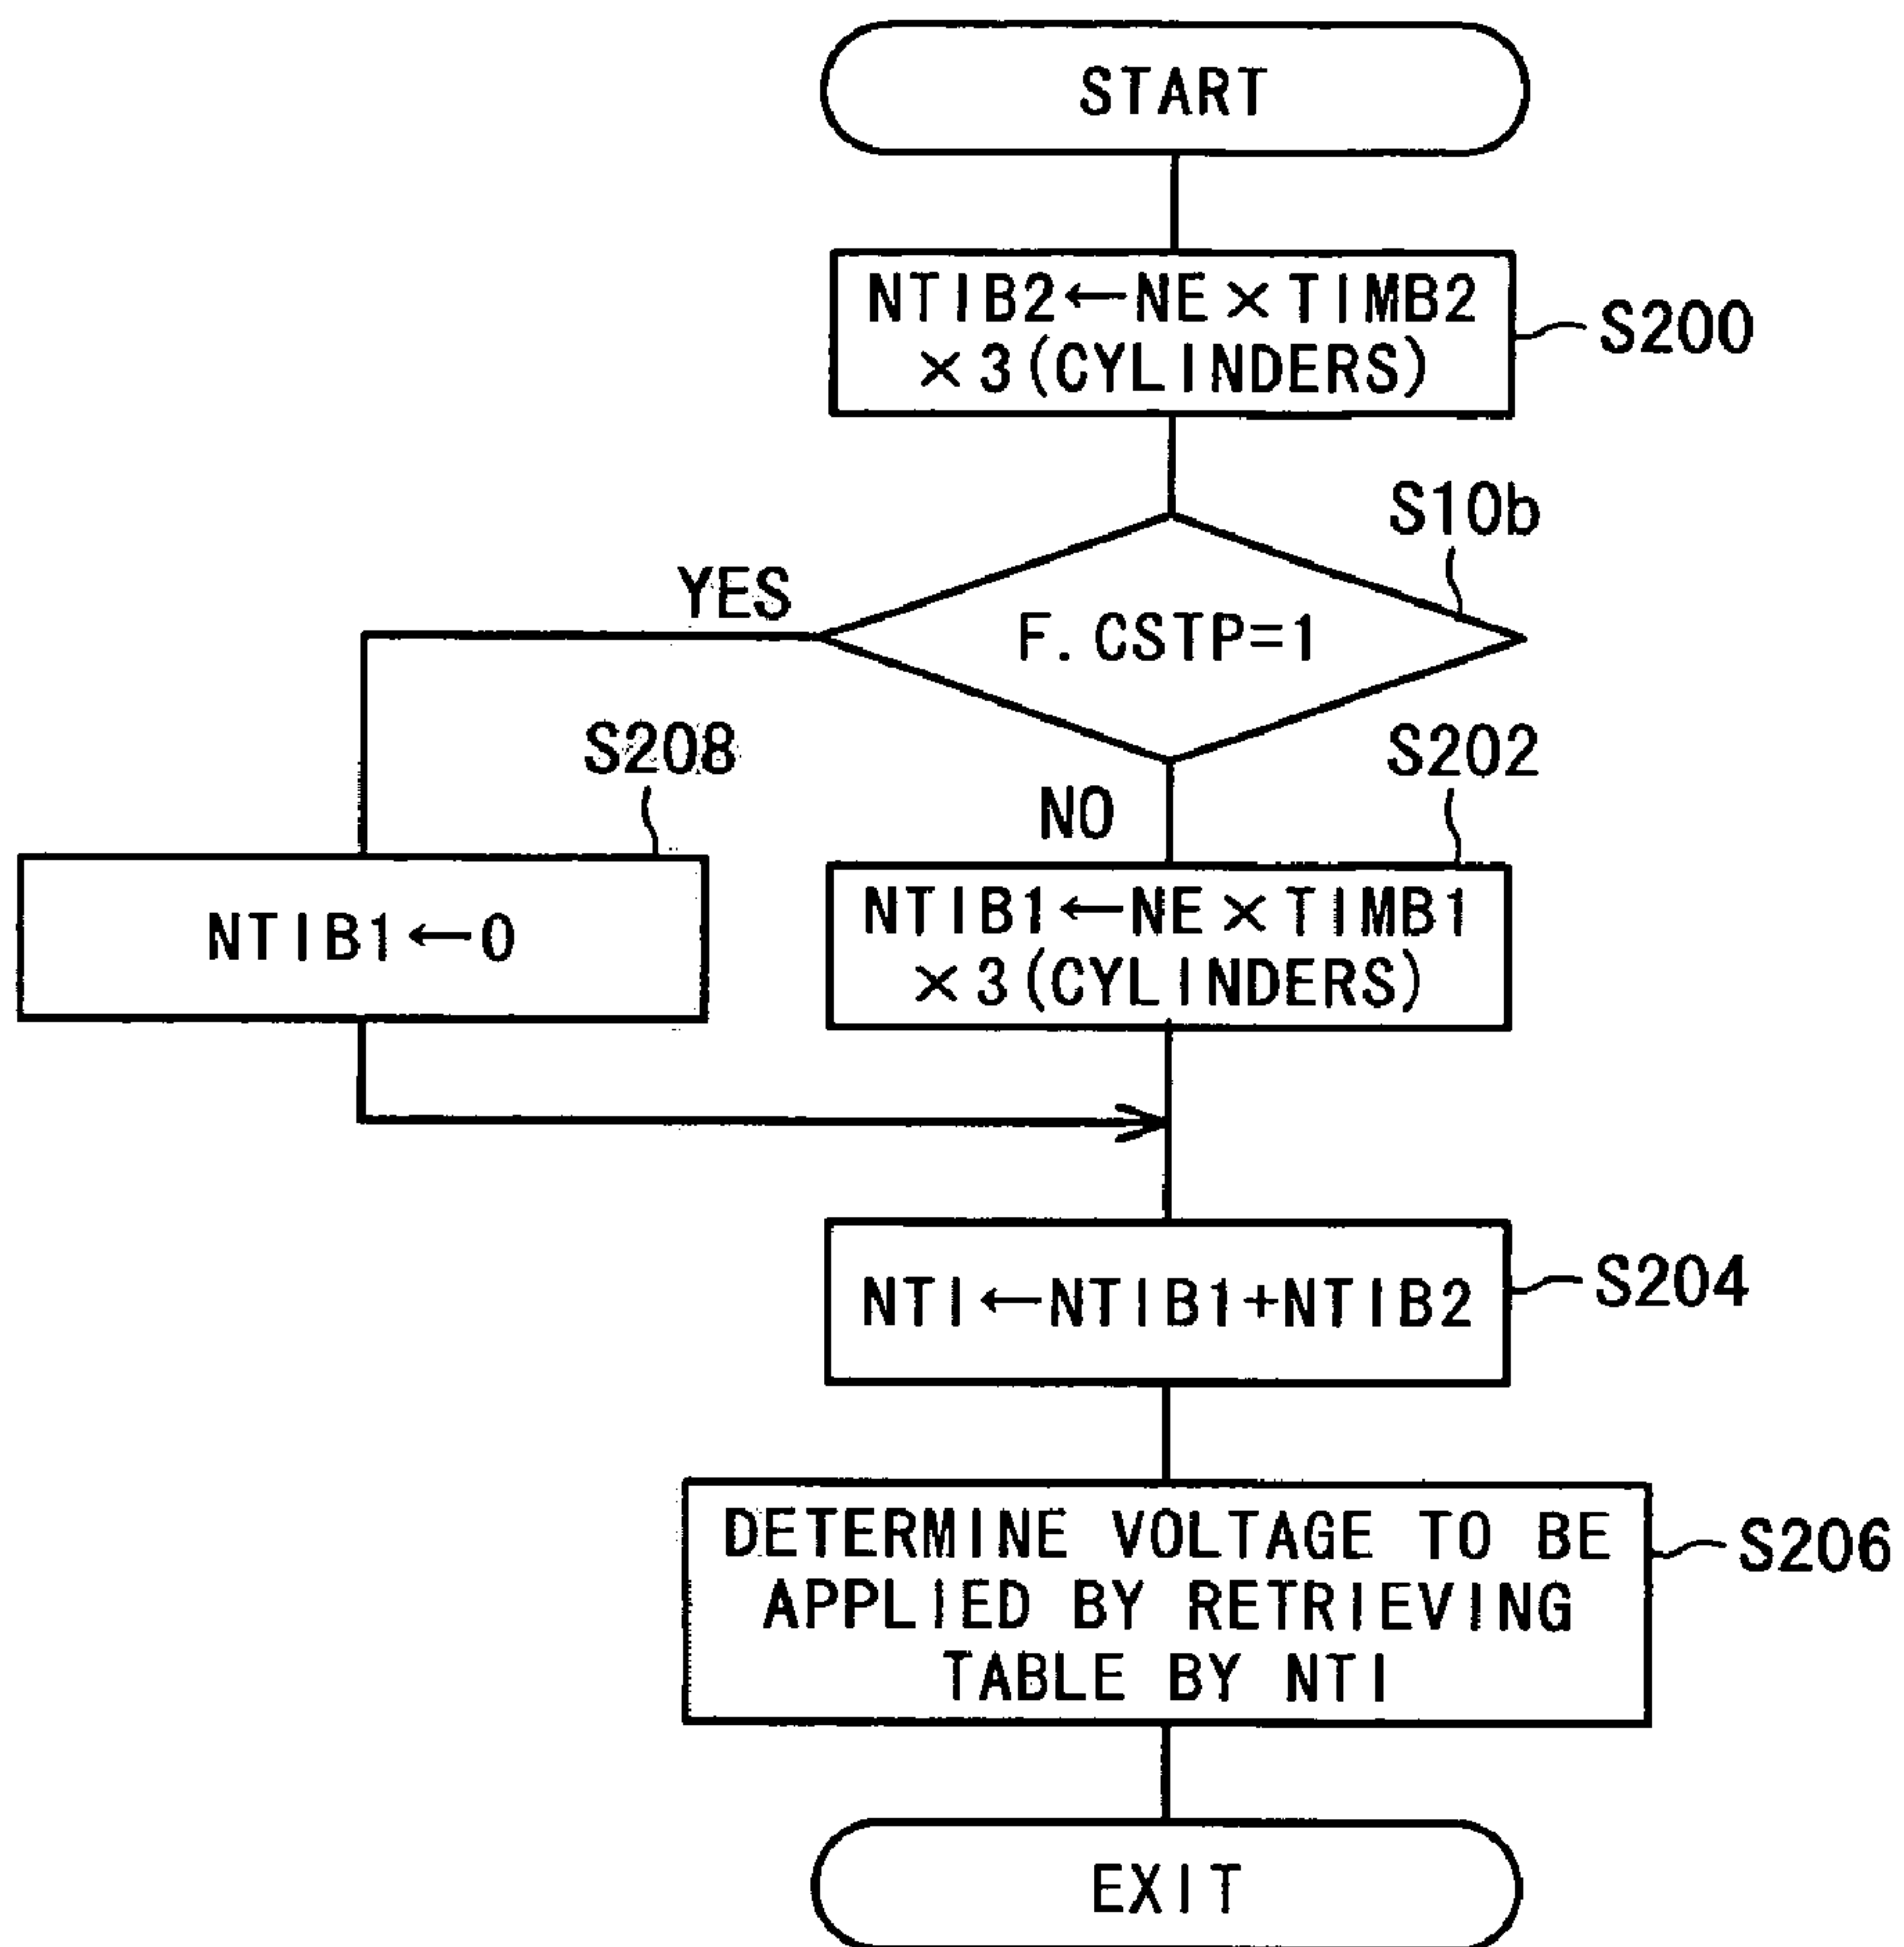 START
NTIB2←NE×TIMB2
×3(CYLINDERS)
S200
S10b
YES
F.CSTP=1
S208
S202
NO
NTIB1←0
NTIB1←NE×TIMB1
×3(CYLINDERS)
NTI←NTIB1+NTIB2
S204
DETERMINE VOLTAGE TO BE
APPLIED BY RETRIEVING
TABLE BY NTI
S206
EXIT